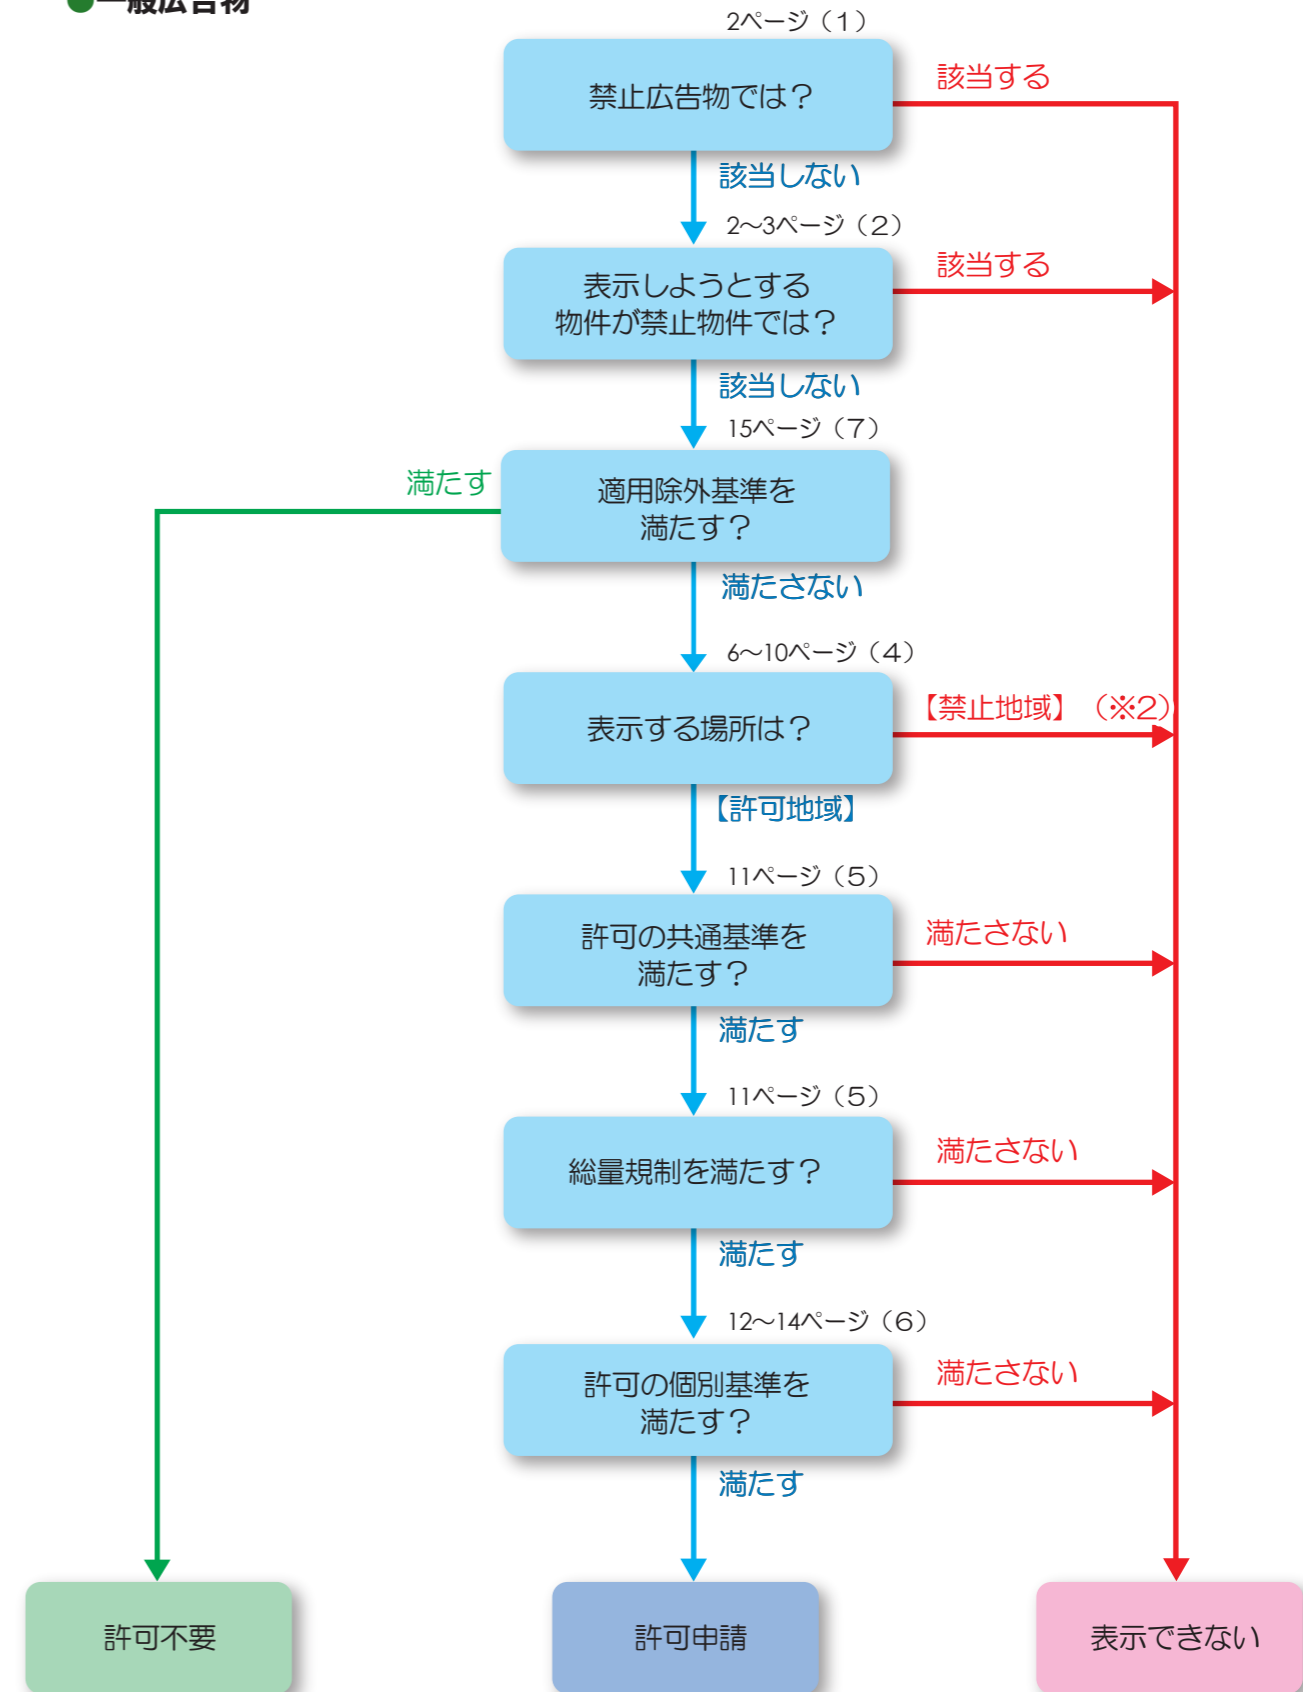 ●一般広告物
2ページ（1）
禁止広告物では？
該当する
該当しない
2〜3ページ（2）
表示しようとする
物件が禁止物件では？
該当する
該当しない
15ページ（7）
満たす
適用除外基準を
満たす？
満たさない
6〜10ページ（4）
表示する場所は？
【禁止地域】（※2）
【許可地域】
11ページ（5）
許可の共通基準を
満たす？
満たさない
満たす
11ページ（5）
総量規制を満たす？
満たさない
満たす
12〜14ページ（6）
許可の個別基準を
満たす？
満たさない
満たす
許可不要
許可申請
表示できない